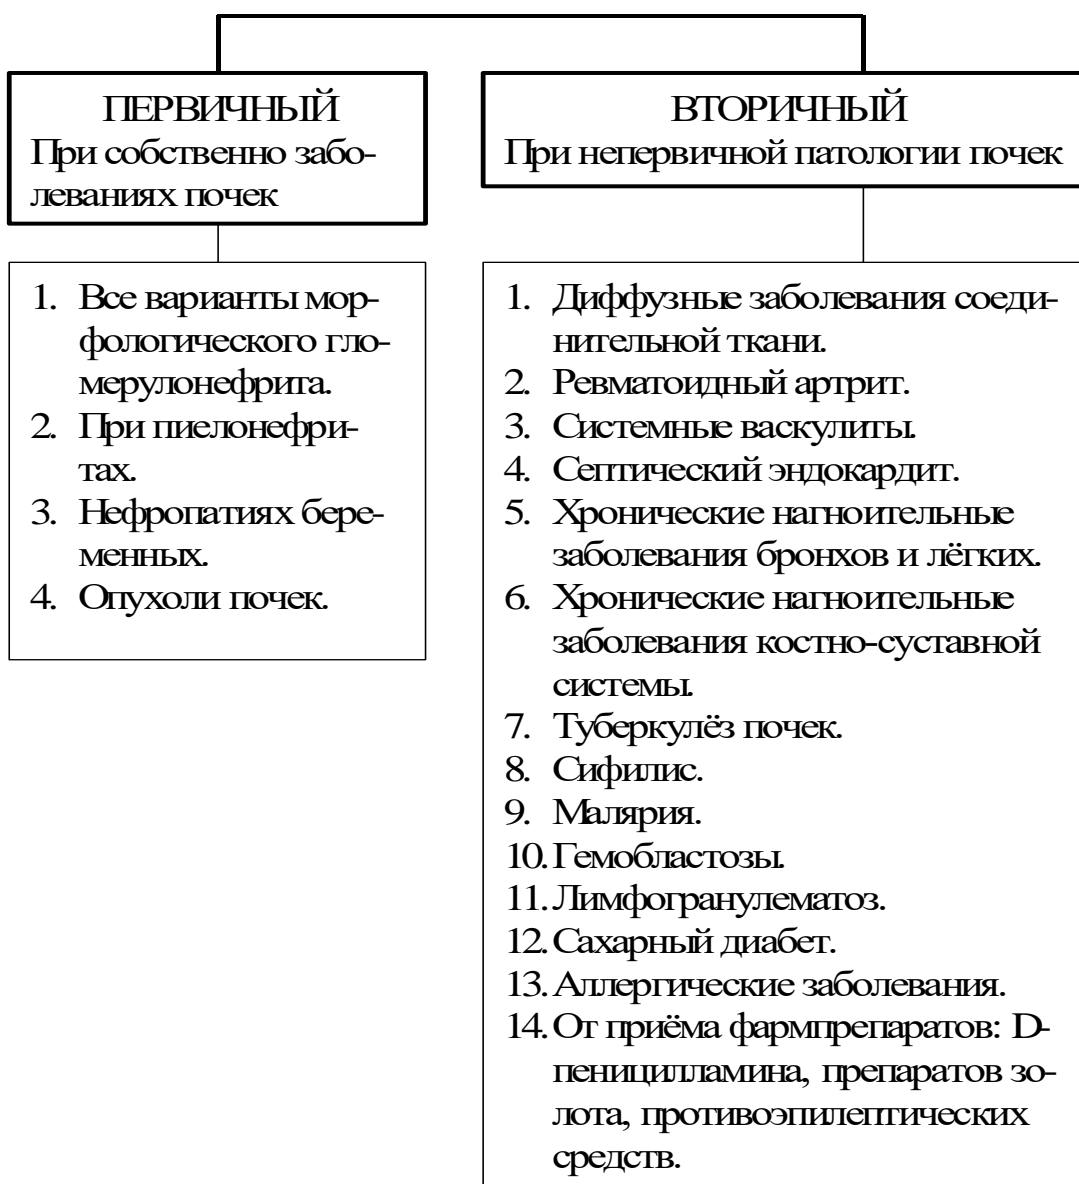 ПЕРВИЧНЫЙ
При собственно забо-
леваниях почек
ВТОРИЧНЫЙ
При непервичной патологии почек
1. Все варианты мор-
фологического гло-
мерулонефрита.
2. При пиелонефри-
тах.
3. Нефропатиях бере-
менных.
4. Опухоли почек.
1. Диффузные заболевания соеди-
нительной ткани.
2. Ревматоидный артрит.
3. Системные васкулиты.
4. Септический эндокардит.
5. Хронические нагноительные
заболевания бронхов и лёгких.
6. Хронические нагноительные
заболевания костно-суставной
системы.
7. Туберкулёз почек.
8. Сифилис.
9. Малярия.
10. Гемобластозы.
11. Лимфогранулематоз.
12. Сахарный диабет.
13. Аллергические заболевания.
14. От приёма фармпрепаратов: D-
пеницилламина, препаратов зо-
лота, противоэпилептических
средств.